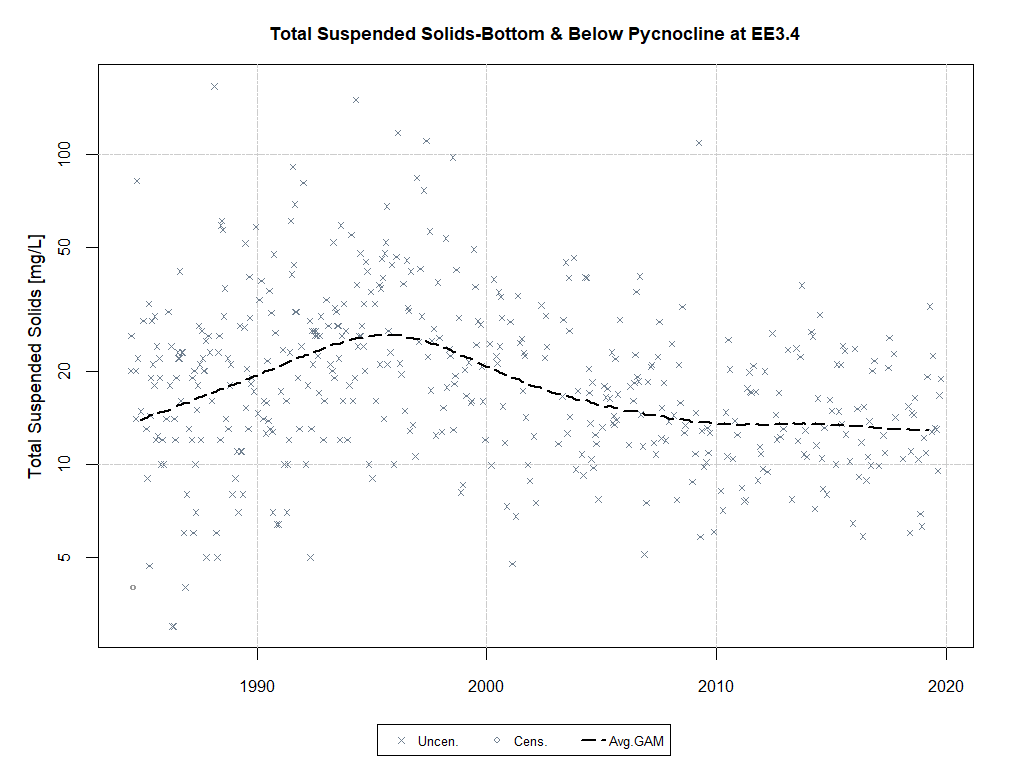 Total Suspended Solids-Bottom & Below Pycnocline at EE3.4
Total Suspended Solids [mg/L]
100
50
20
10
5
1990 2000 2010 2020
Uncen. Cens. Avg.GAM